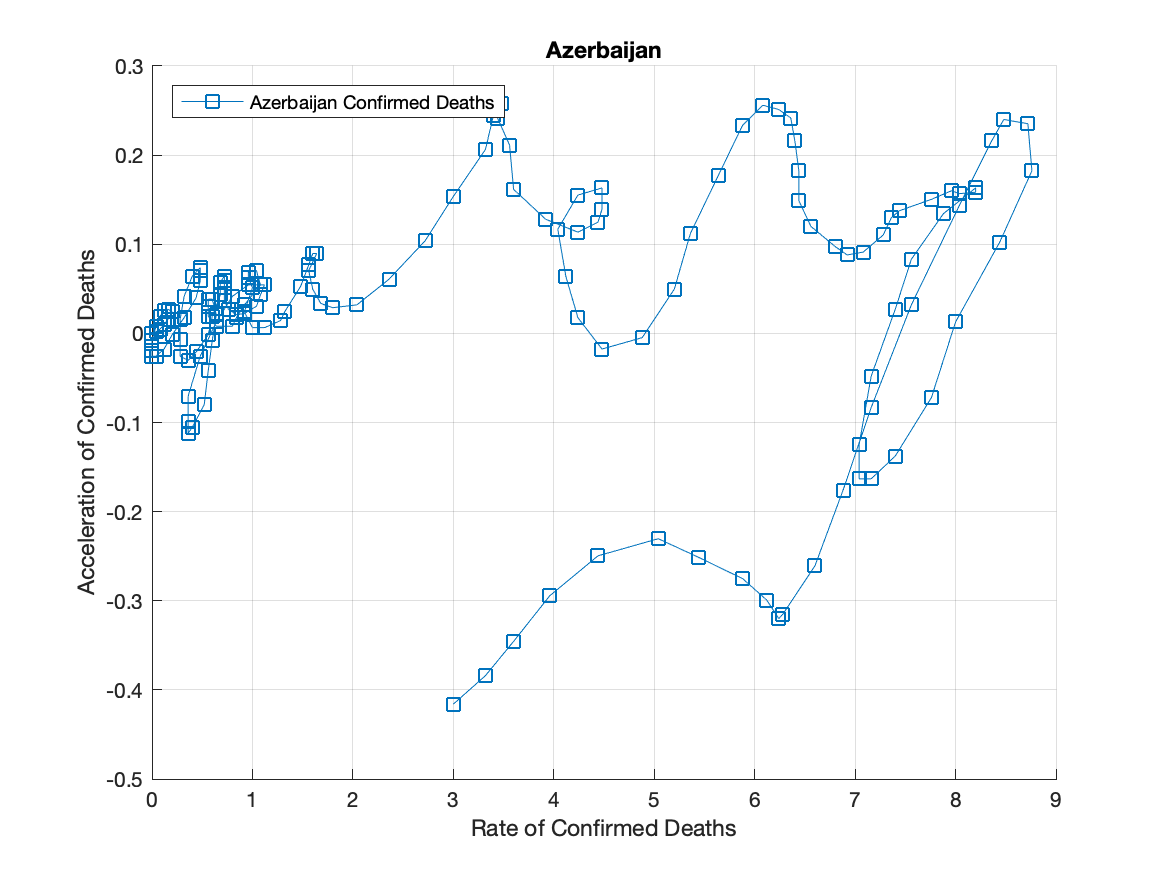 Azerbaijan
Azerbaijan Confirmed Deaths
Acceleration of Confirmed Deaths
0.3
0.2
0.1
0
-0.1
-0.2
-0.3
-0.4
-0.5
0 1 2 3 4 5 6 7 8 9
Rate of Confirmed Deaths